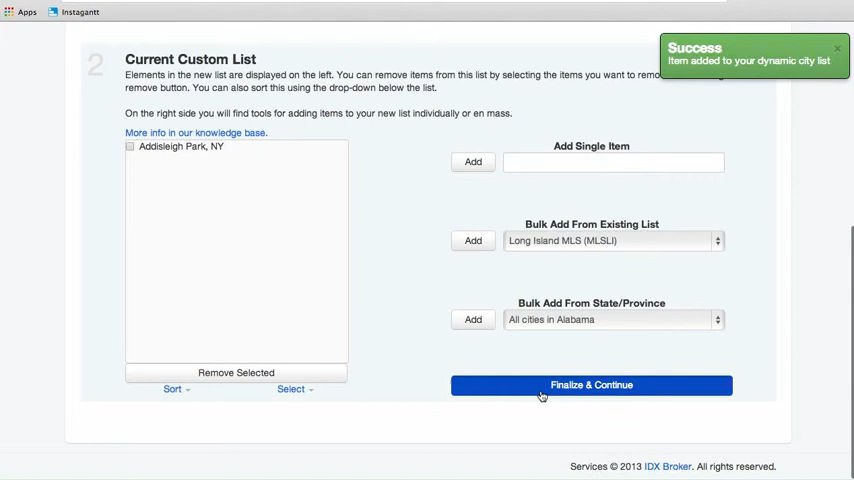 Apps Instagantt
Success ×
Item added to your dynamic city list
2 Current Custom List
Elements in the new list are displayed on the left. You can remove items from this list by selecting the items you want to
remove button. You can also sort this using the drop-down below the list.
On the right side you will find tools for adding items to your new list individually or en mass.
More info in our knowledge base.
Addisleigh Park, NY
Add Single Item
Add
Bulk Add From Existing List
Add Long Island MLS (MLSLI)
Bulk Add From State/Province
Add All cities in Alabama
Remove Selected
Sort Select
Finalize & Continue
Services © 2013 IDX Broker. All rights reserved.